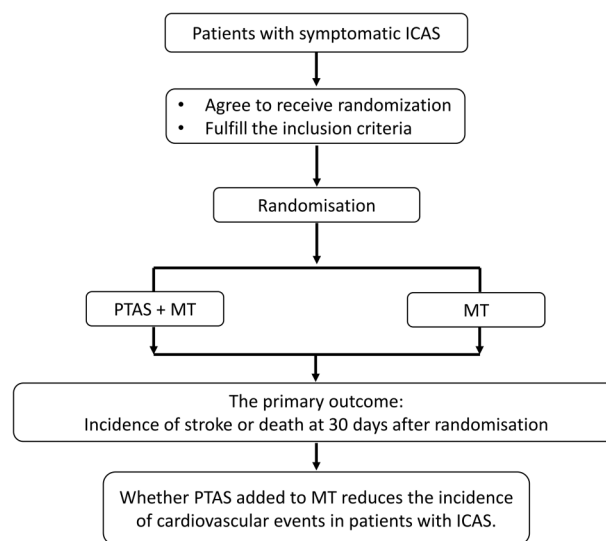 Patients with symptomatic ICAS
• Agree to receive randomization
• Fulfill the inclusion criteria
Randomisation
PTAS + MT
MT
The primary outcome:
Incidence of stroke or death at 30 days after randomisation
Whether PTAS added to MT reduces the incidence
of cardiovascular events in patients with ICAS.